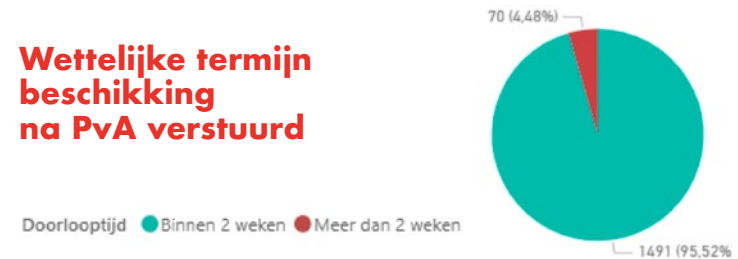 70 (4,48%)
Wettelijke termijn
beschikking
na PvA verstuurd
Doorlooptijd Binnen 2 weken Meer dan 2 weken
1491 (95,52%